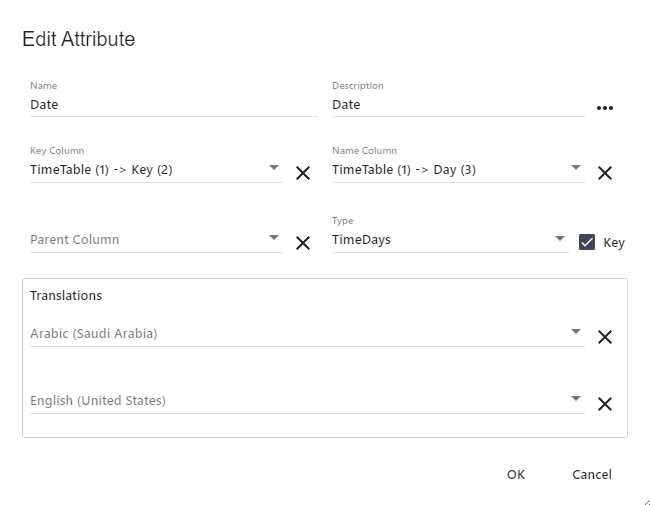 Edit Attribute
Name
Description
Date
Date
Key Column
Name Column
TimeTable (1) -> Key (2)
TimeTable (1) -> Day (3)
Type
Parent Column
TimeDays
Key
Translations
Arabic (Saudi Arabia)
English (United States)
OK
Cancel